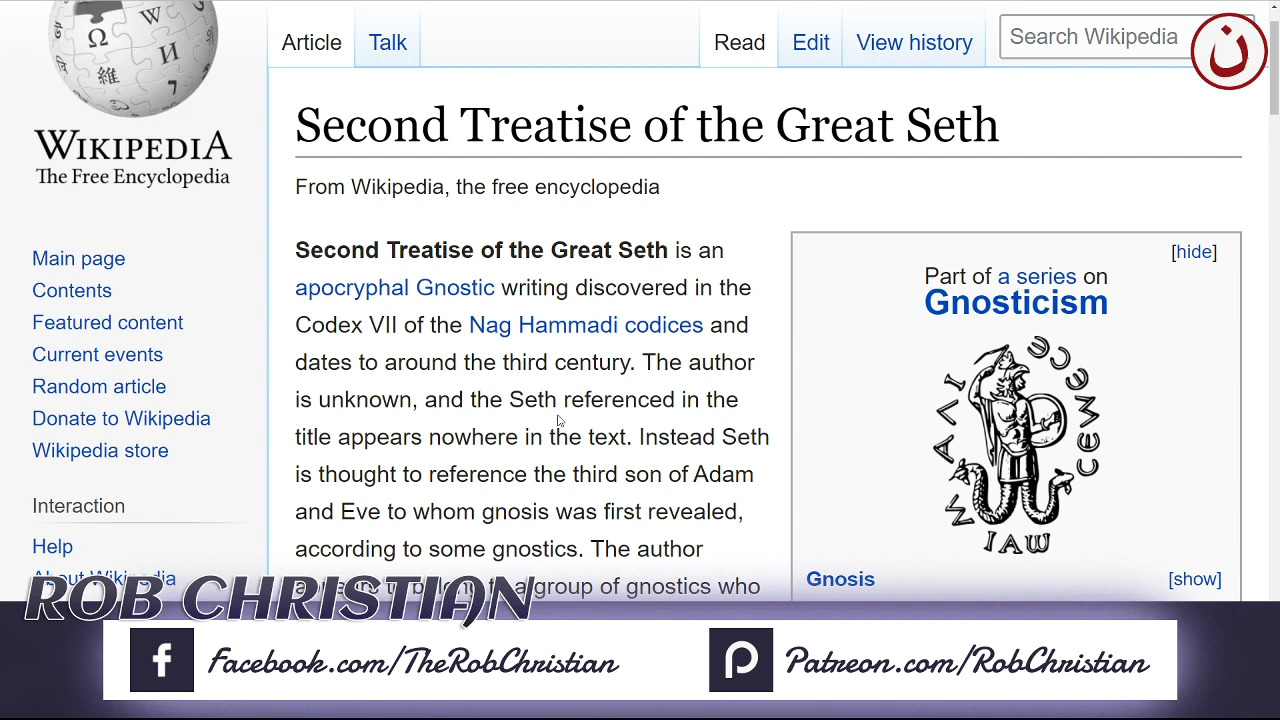 Ω
W
И
維
WIKIPEDIA
The Free Encyclopedia
Main page
Contents
Featured content
Current events
Random article
Donate to Wikipedia
Wikipedia store
Interaction
Help
About Wikipedia
Article
Talk
Read
Edit
View history
Search Wikipedia
ن
Second Treatise of the Great Seth
From Wikipedia, the free encyclopedia
Second Treatise of the Great Seth is an
apocryphal Gnostic writing discovered in the
Codex VII of the Nag Hammadi codices and
dates to around the third century. The author
is unknown, and the Seth referenced in the
title appears nowhere in the text. Instead Seth
is thought to reference the third son of Adam
and Eve to whom gnosis was first revealed,
according to some gnostics. The author
a group of gnostics who
[hide]
Part of a series on
Gnosticism
IAW
Gnosis
[show]
ROB CHRISTIAN
Facebook.com/TheRobChristian
Patreon.com/RobChristian